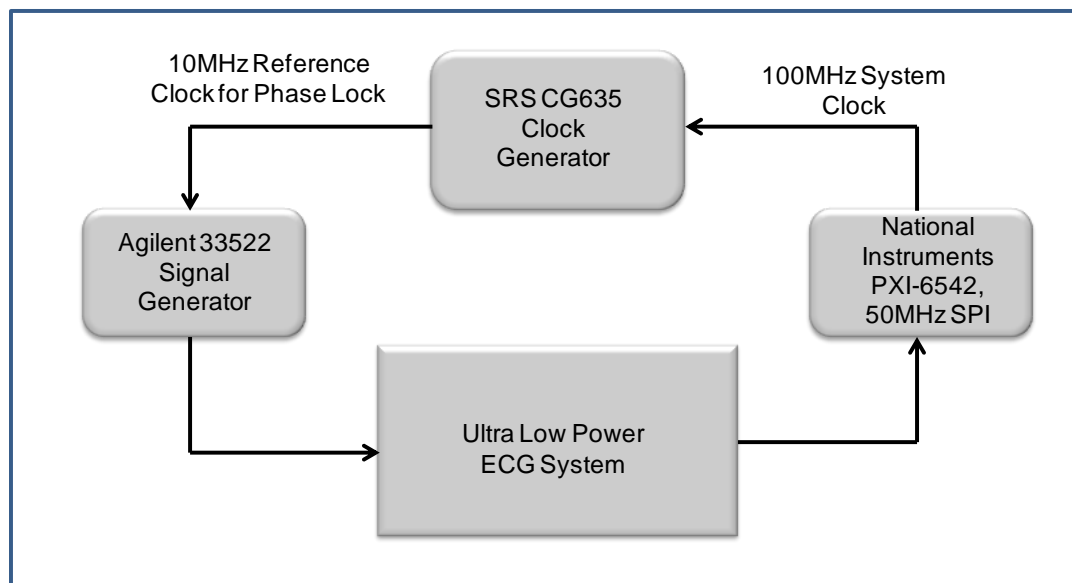 10MHz Reference
Clock for Phase Lock
SRS CG635
Clock
Generator
100MHz System
Clock
Agilent 33522
Signal
Generator
National
Instruments
PXI-6542,
50MHz SPI
Ultra Low Power
ECG System